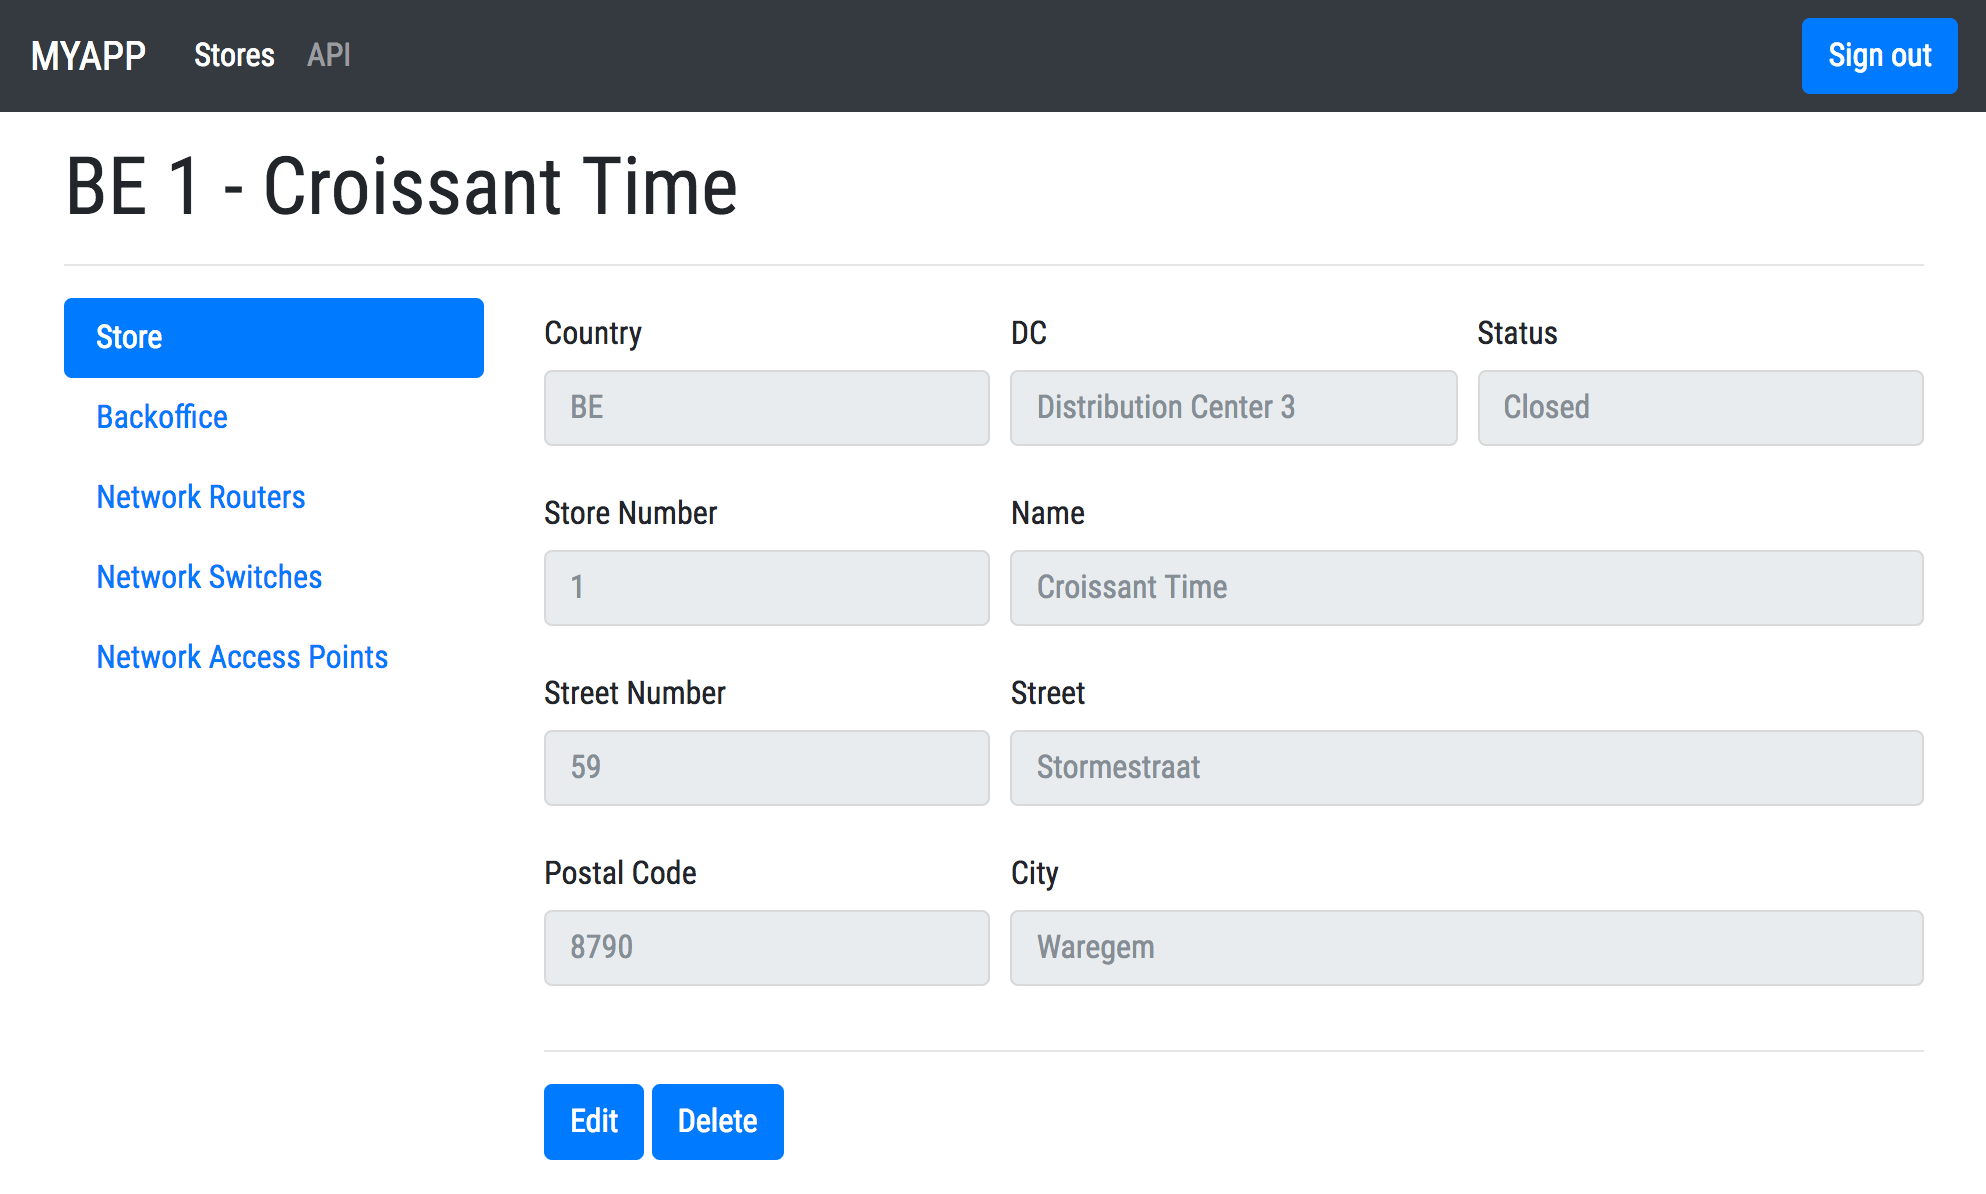 MYAPP Stores API Sign out
BE 1 - Croissant Time
Store
Backoffice
Network Routers
Network Switches
Network Access Points
Country DC Status
BE Distribution Center 3 Closed
Store Number Name
1 Croissant Time
Street Number Street
59 Stormestraat
Postal Code City
8790 Waregem
Edit Delete